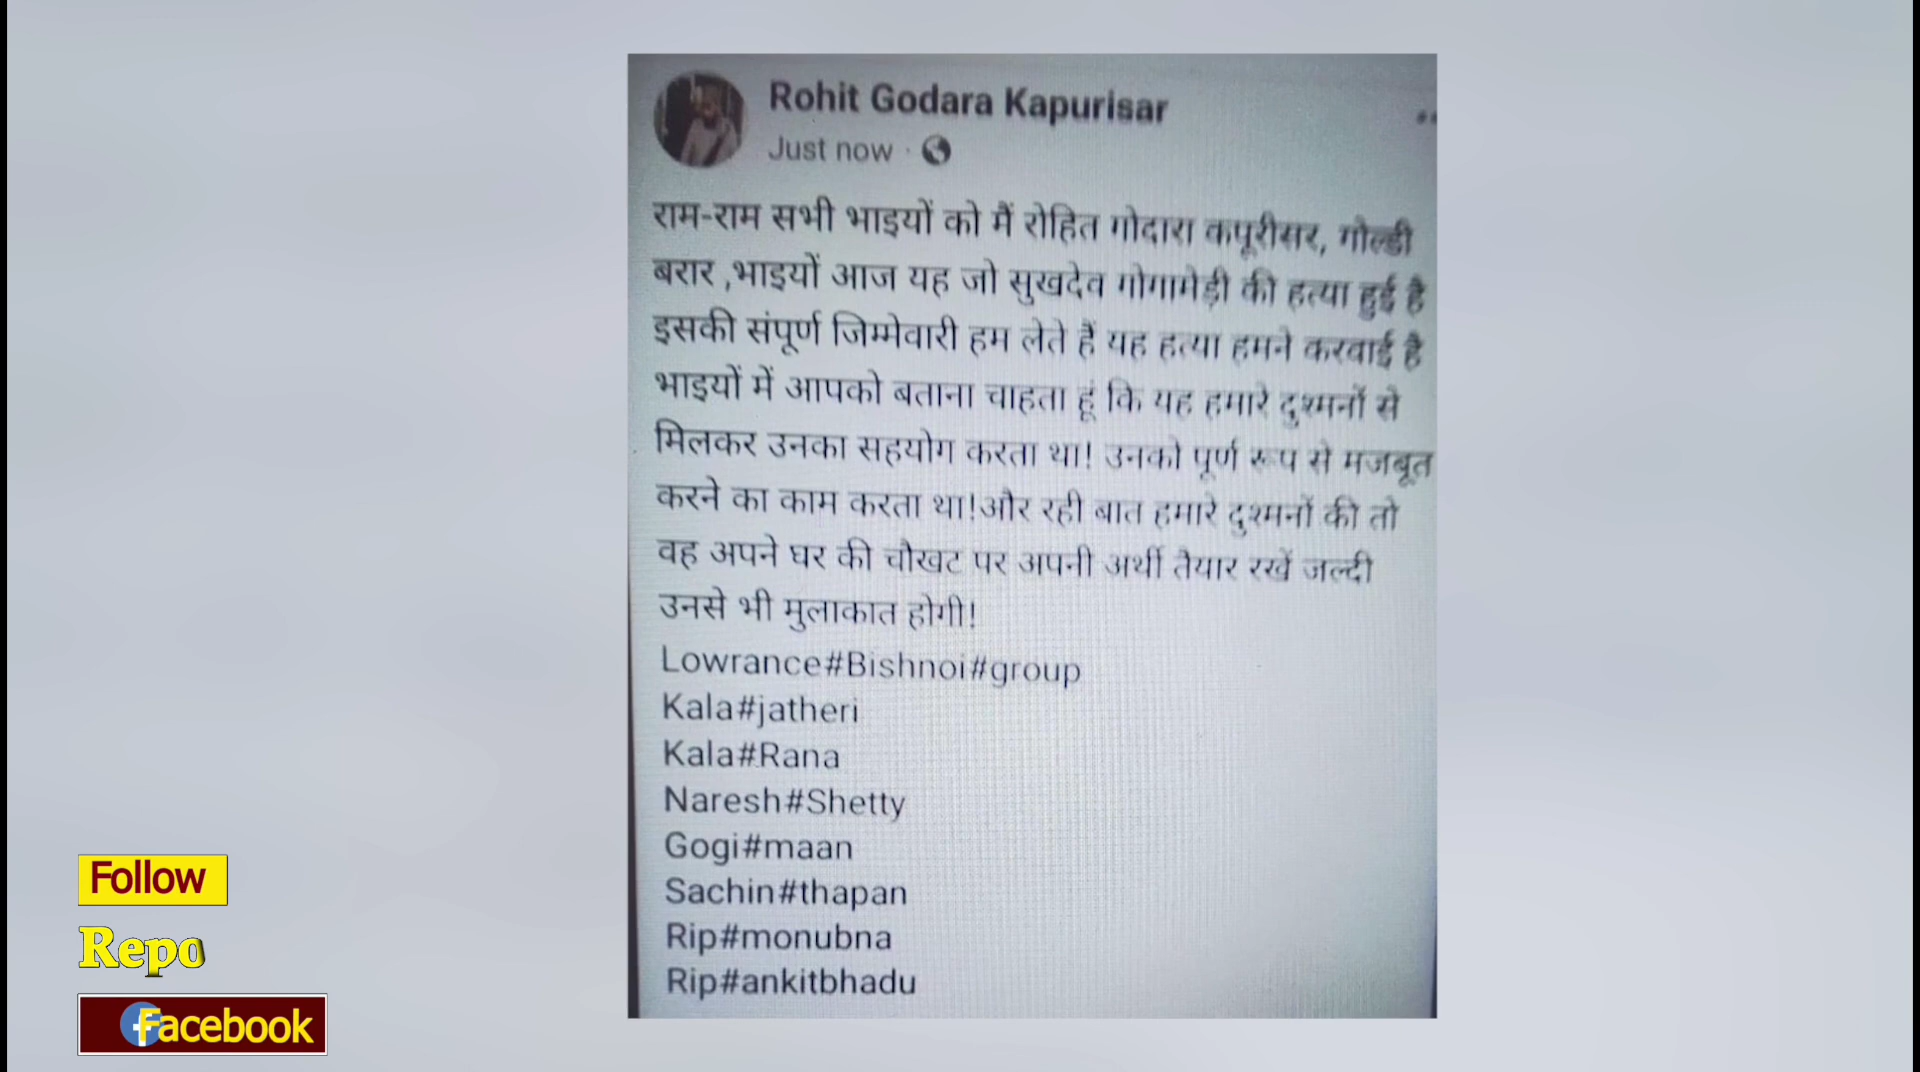 Rohit Godara Kapurisar
Just now ·
राम-राम सभी भाइयों को मैं रोहित गोदारा कपूरीसर, गोल्डी
बरार ,भाइयों आज यह जो सुखदेव गोगामेड़ी की हत्या हुई है
इसकी संपूर्ण जिम्मेवारी हम लेते हैं यह हत्या हमने करवाई है
भाइयों में आपको बताना चाहता हूं कि यह हमारे दुश्मनों से
मिलकर उनका सहयोग करता था! उनको पूर्ण रूप से मजबूत
करने का काम करता था!और रही बात हमारे दुश्मनों की तो
वह अपने घर की चौखट पर अपनी अर्थी तैयार रखें जल्दी
उनसे भी मुलाकात होगी!
Lowrance#Bishnoi#group
Kala#jatheri
Kala#Rana
Naresh#Shetty
Gogi#maan
Sachin#thapan
Rip#monubna
Rip#ankitbhadu
Follow
Repo
Facebook